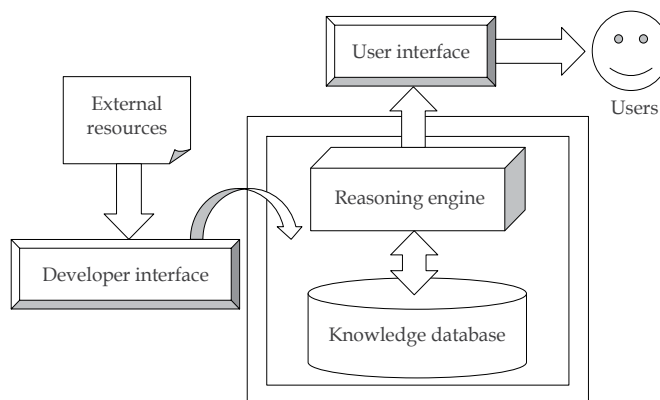 User interface
Users
External
resources
Reasoning engine
Developer interface
Knowledge database